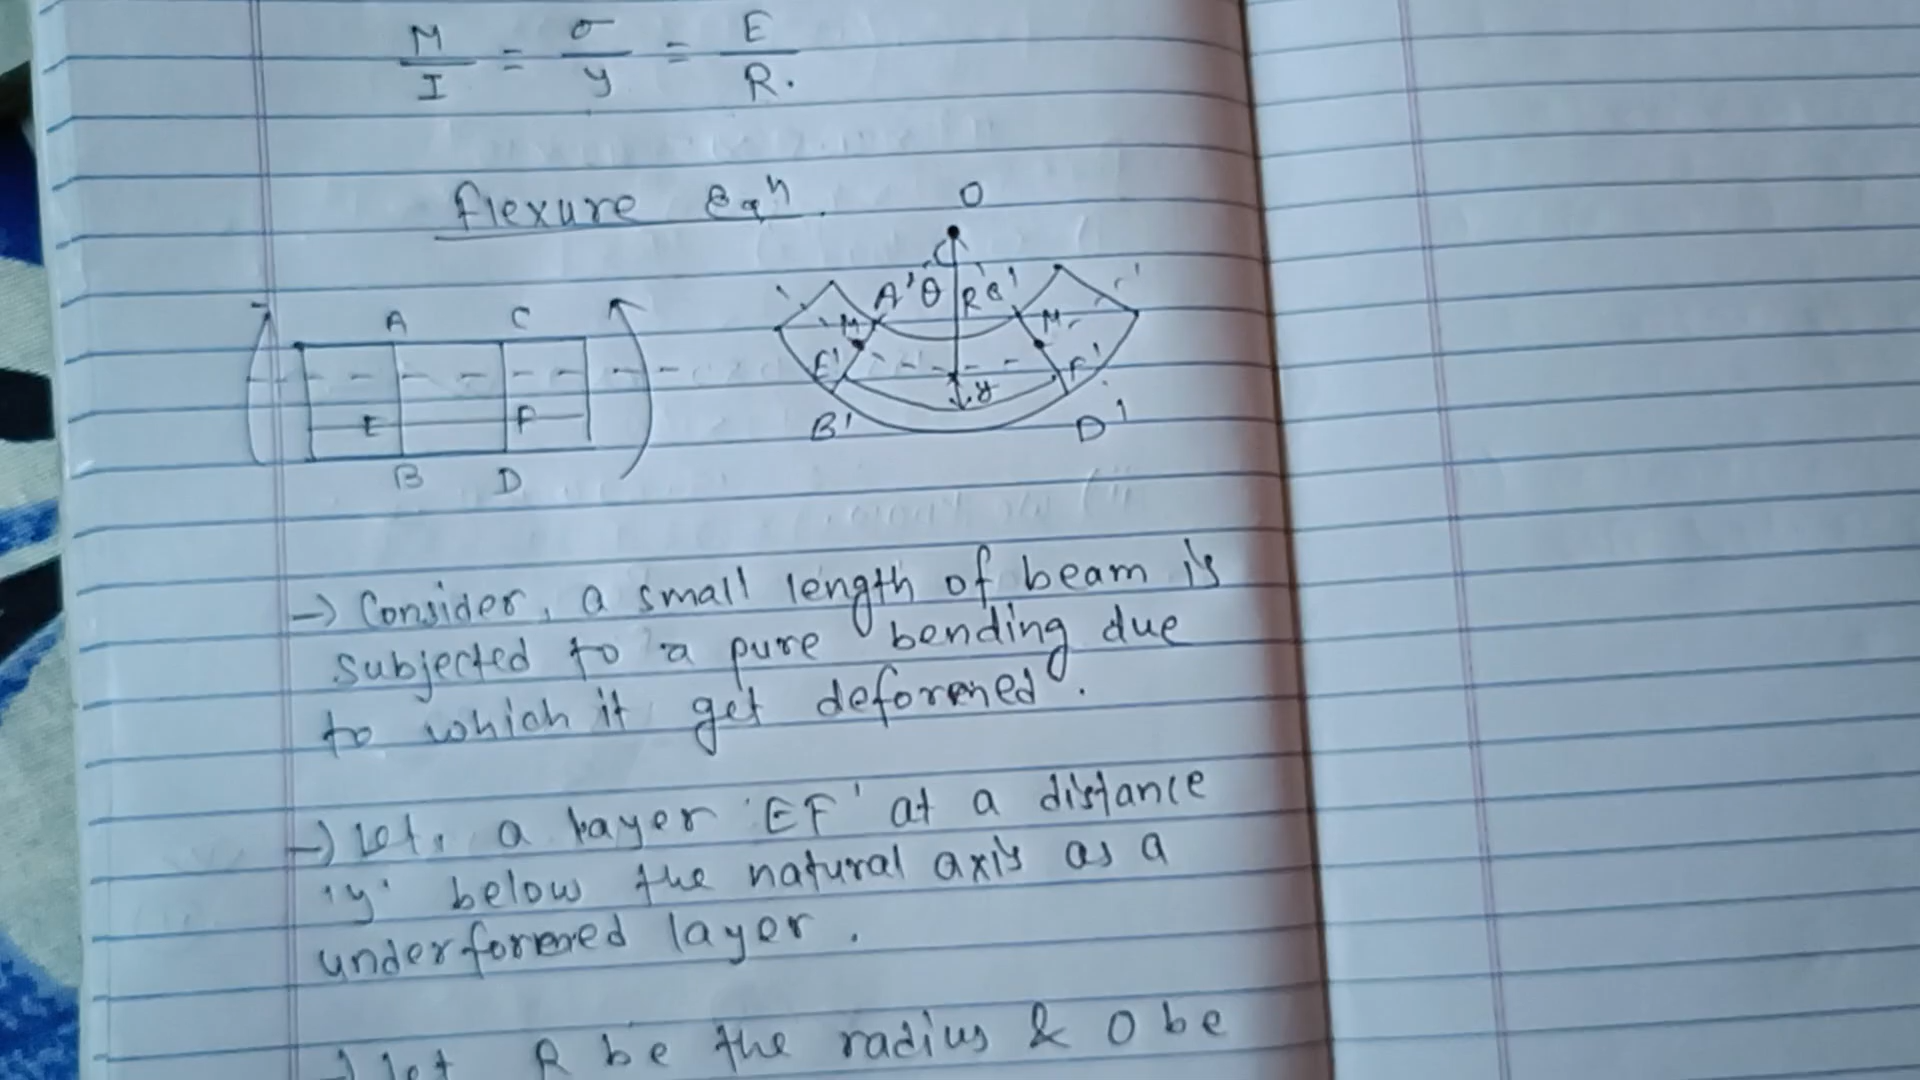 M/I = σ/y = E/R.
flexure eqⁿ.
O
A' θ R C'
A C
M M
E' F'
E F
y
B' D'
B D
→ Consider, a small length of beam is
subjected to a pure bending due
to which it get deformed.
→ Let, a layer 'EF' at a distance
'y' below the natural axis as a
underformed layer.
→ let R be the radius & O be